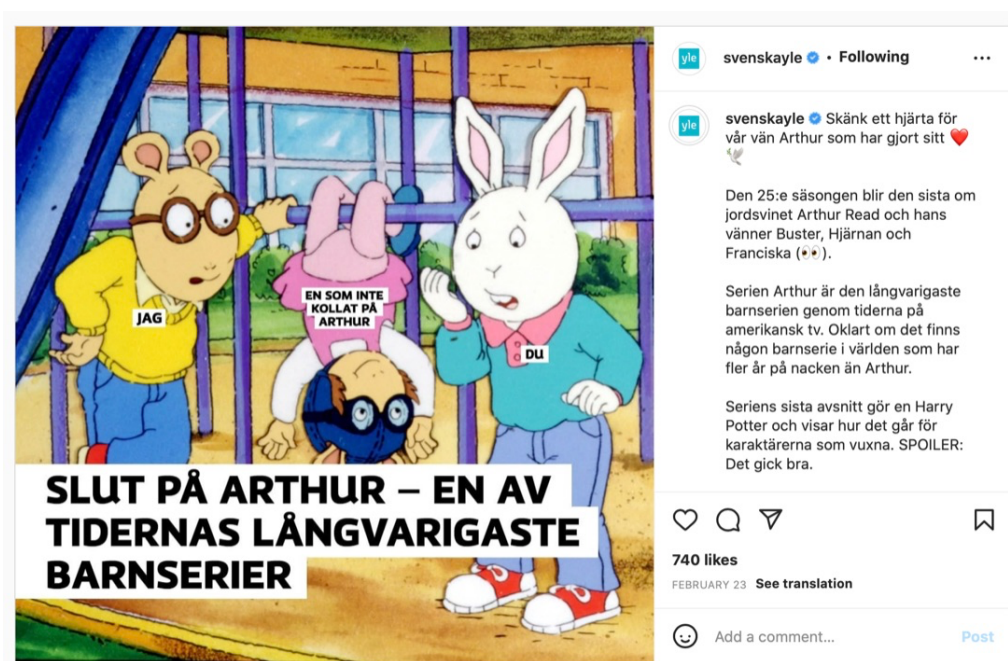 JAG
EN SOM INTE
KOLLAT PÅ
ARTHUR
DU
SLUT PÅ ARTHUR – EN AV
TIDERNAS LÅNGVARIGASTE
BARNSERIER
yle
svenskayle • Following
yle
svenskayle Skänk ett hjärta för
vår vän Arthur som har gjort sitt ❤️
🕊️
Den 25:e säsongen blir den sista om
jordsvinet Arthur Read och hans
vänner Buster, Hjärnan och
Franciska (👀).
Serien Arthur är den långvarigaste
barnserien genom tiderna på
amerikansk tv. Oklart om det finns
någon barnserie i världen som har
fler år på nacken än Arthur.
Seriens sista avsnitt gör en Harry
Potter och visar hur det går för
karaktärerna som vuxna. SPOILER:
Det gick bra.
740 likes
FEBRUARY 23 See translation
Add a comment...
Post